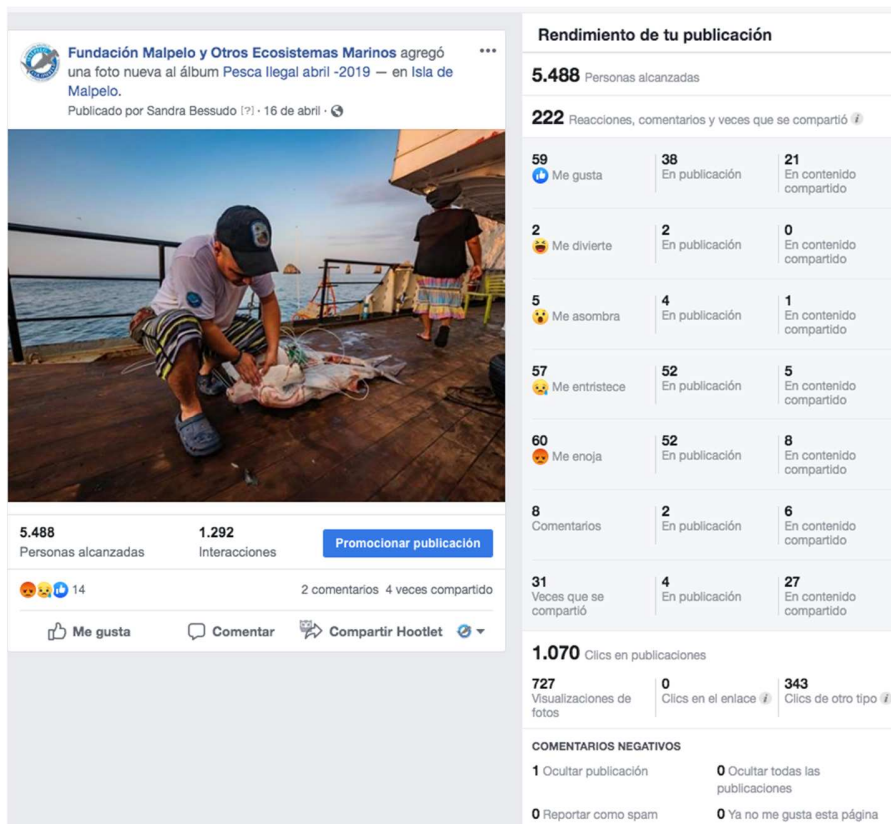 Fundación Malpelo y Otros Ecosistemas Marinos agregó
una foto nueva al álbum Pesca Ilegal abril -2019 — en Isla de
Malpelo.
Publicado por Sandra Bessudo [?] · 16 de abril ·
5.488
Personas alcanzadas
1.292
Interacciones
Promocionar publicación
14
2 comentarios 4 veces compartido
Me gusta
Comentar
Compartir Hootlet
Rendimiento de tu publicación
5.488 Personas alcanzadas
222 Reacciones, comentarios y veces que se compartió
59
Me gusta
38
En publicación
21
En contenido
compartido
2
Me divierte
2
En publicación
0
En contenido
compartido
5
Me asombra
4
En publicación
1
En contenido
compartido
57
Me entristece
52
En publicación
5
En contenido
compartido
60
Me enoja
52
En publicación
8
En contenido
compartido
8
Comentarios
2
En publicación
6
En contenido
compartido
31
Veces que se
compartió
4
En publicación
27
En contenido
compartido
1.070 Clics en publicaciones
727
Visualizaciones de
fotos
0
Clics en el enlace
343
Clics de otro tipo
COMENTARIOS NEGATIVOS
1 Ocultar publicación
0 Ocultar todas las
publicaciones
0 Reportar como spam
0 Ya no me gusta esta página